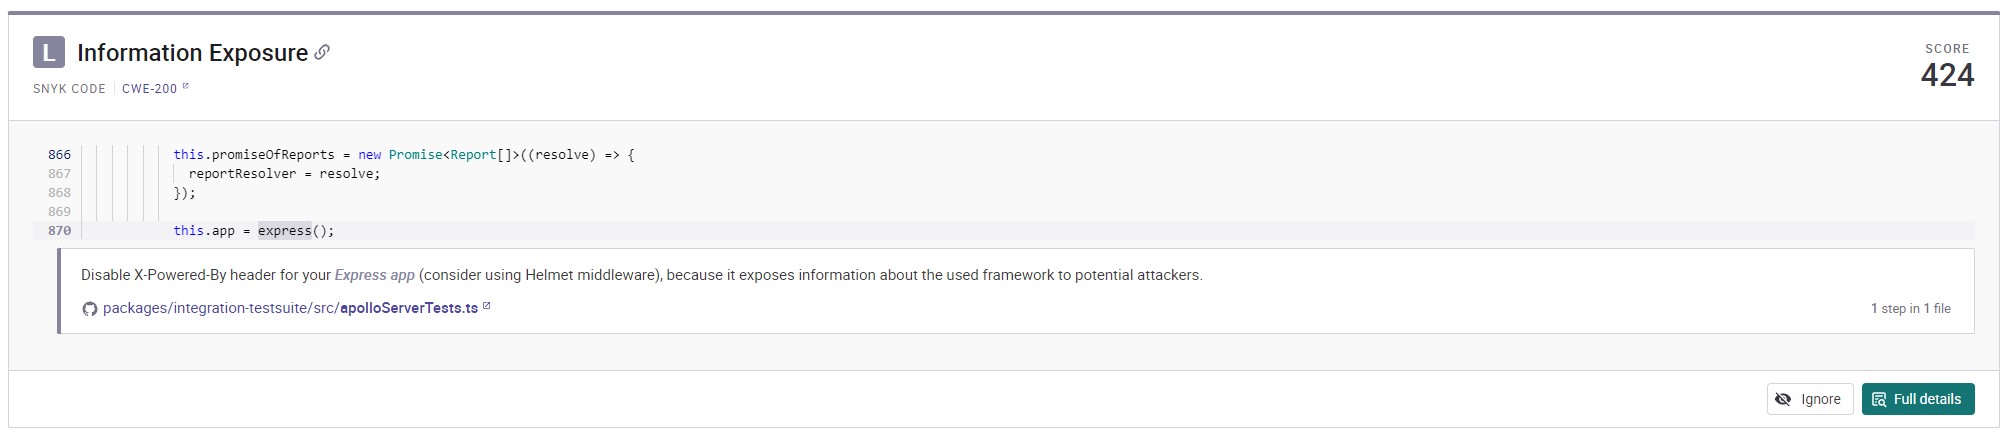 L Information Exposure
SCORE
424
SNYK CODE CWE-200
866 this.promiseOfReports = new Promise<Report[]>((resolve) => {
867 reportResolver = resolve;
868 });
869
870 this.app = express();
Disable X-Powered-By header for your Express app (consider using Helmet middleware), because it exposes information about the used framework to potential attackers.
packages/integration-testsuite/src/apolloServerTests.ts 1 step in 1 file
Ignore Full details